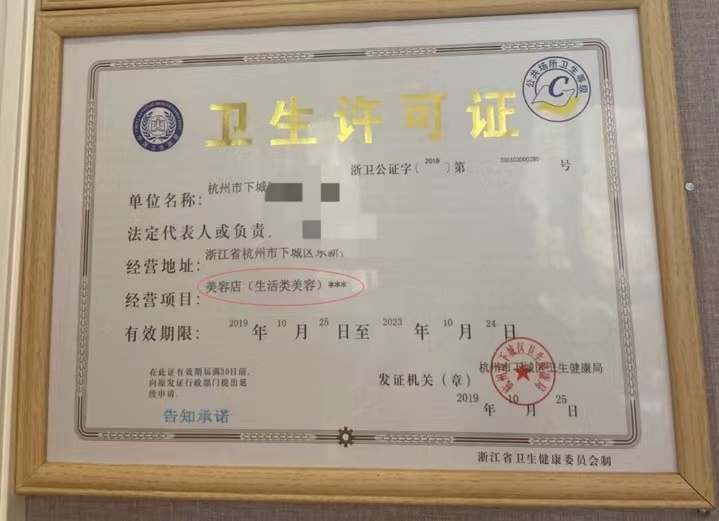 公共场所卫生等级
C
卫生许可证
浙卫公证字〔2019〕第 330103000280 号
单位名称：杭州市下城
法定代表人或负责
经营地址：浙江省杭州市下城区东新
经营项目：美容店（生活类美容）***
有效期限：2019 年 10 月 25 日至 2023 年 10 月 24 日
在此证有效期届满30日前，
向原发证行政部门提出延
续申请。
告知承诺
发证机关（章）杭州市下城区卫生健康局
2019 年 10 月 25 日
浙江省卫生健康委员会制